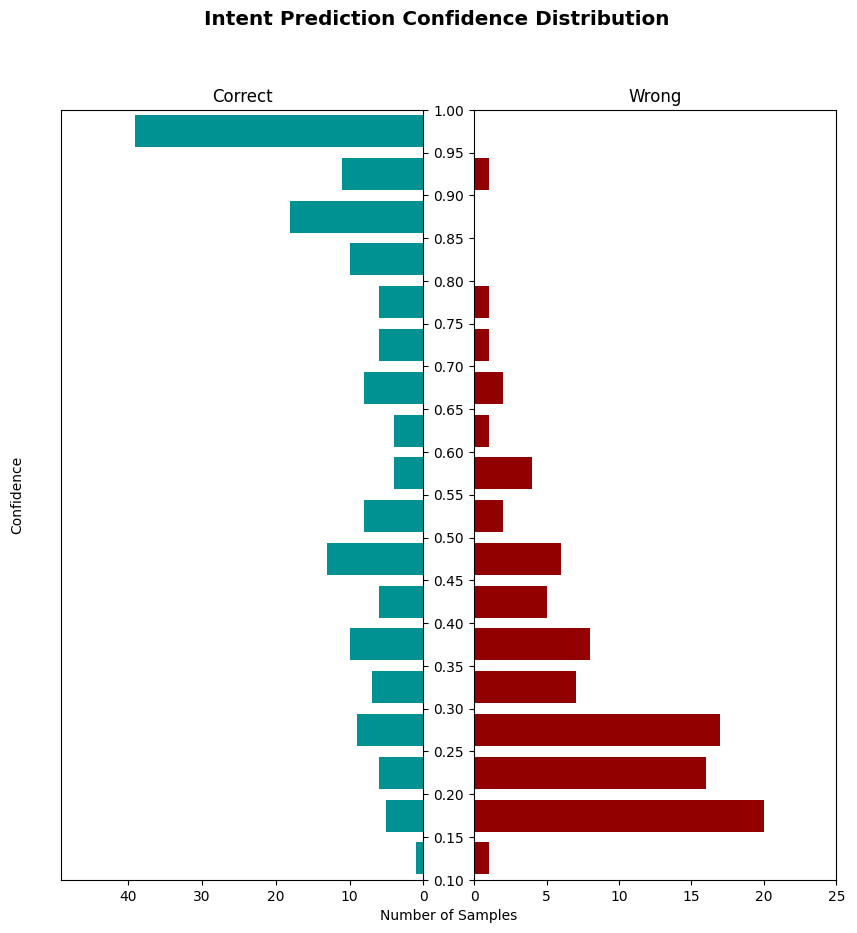 Intent Prediction Confidence Distribution
Correct
Wrong
Confidence
1.00
0.95
0.90
0.85
0.80
0.75
0.70
0.65
0.60
0.55
0.50
0.45
0.40
0.35
0.30
0.25
0.20
0.15
0.10
40 30 20 10 0
0 5 10 15 20 25
Number of Samples